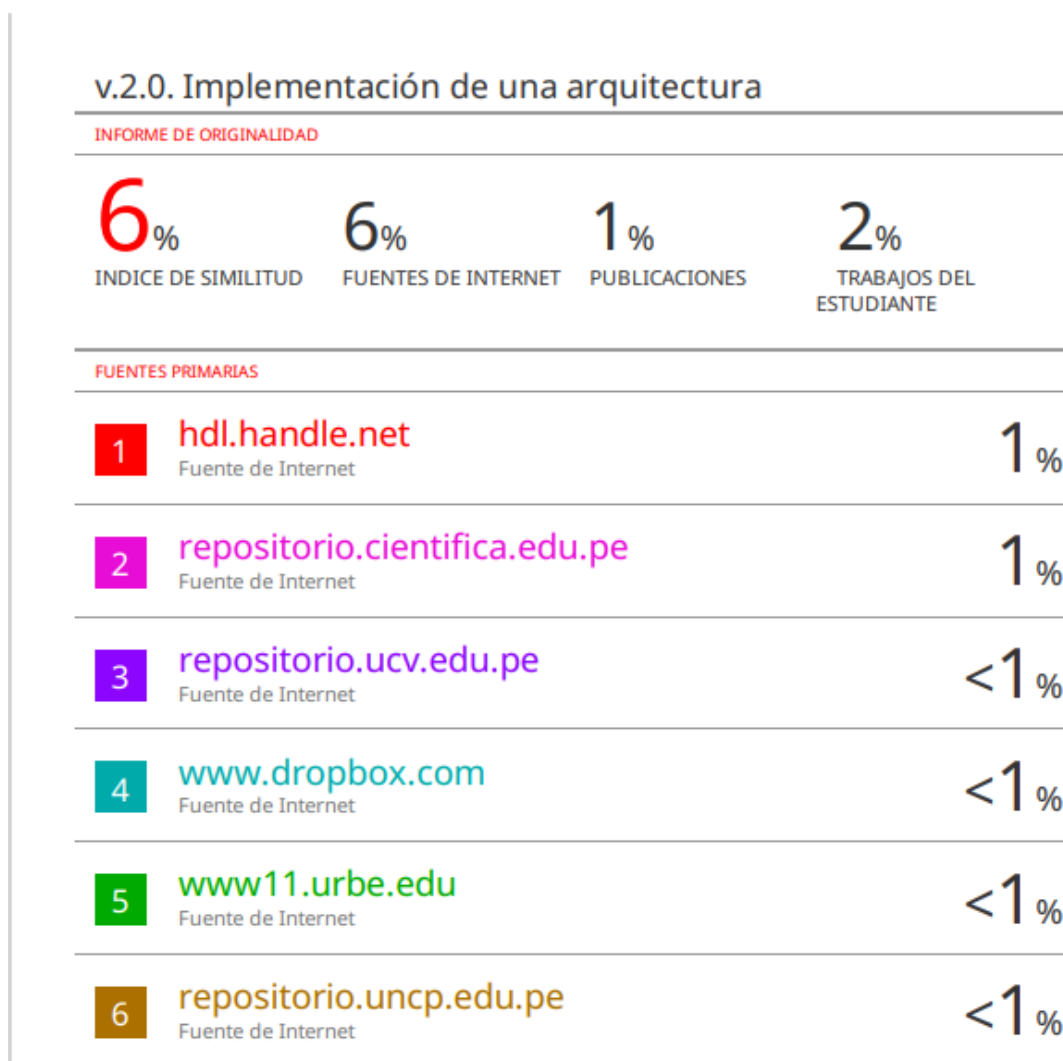 v.2.0. Implementación de una arquitectura
INFORME DE ORIGINALIDAD
6%
6%
1%
2%
INDICE DE SIMILITUD
FUENTES DE INTERNET
PUBLICACIONES
TRABAJOS DEL
ESTUDIANTE
FUENTES PRIMARIAS
1
hdl.handle.net
Fuente de Internet
1%
2
repositorio.cientifica.edu.pe
Fuente de Internet
1%
3
repositorio.ucv.edu.pe
Fuente de Internet
<1%
4
www.dropbox.com
Fuente de Internet
<1%
5
www11.urbe.edu
Fuente de Internet
<1%
6
repositorio.uncp.edu.pe
Fuente de Internet
<1%